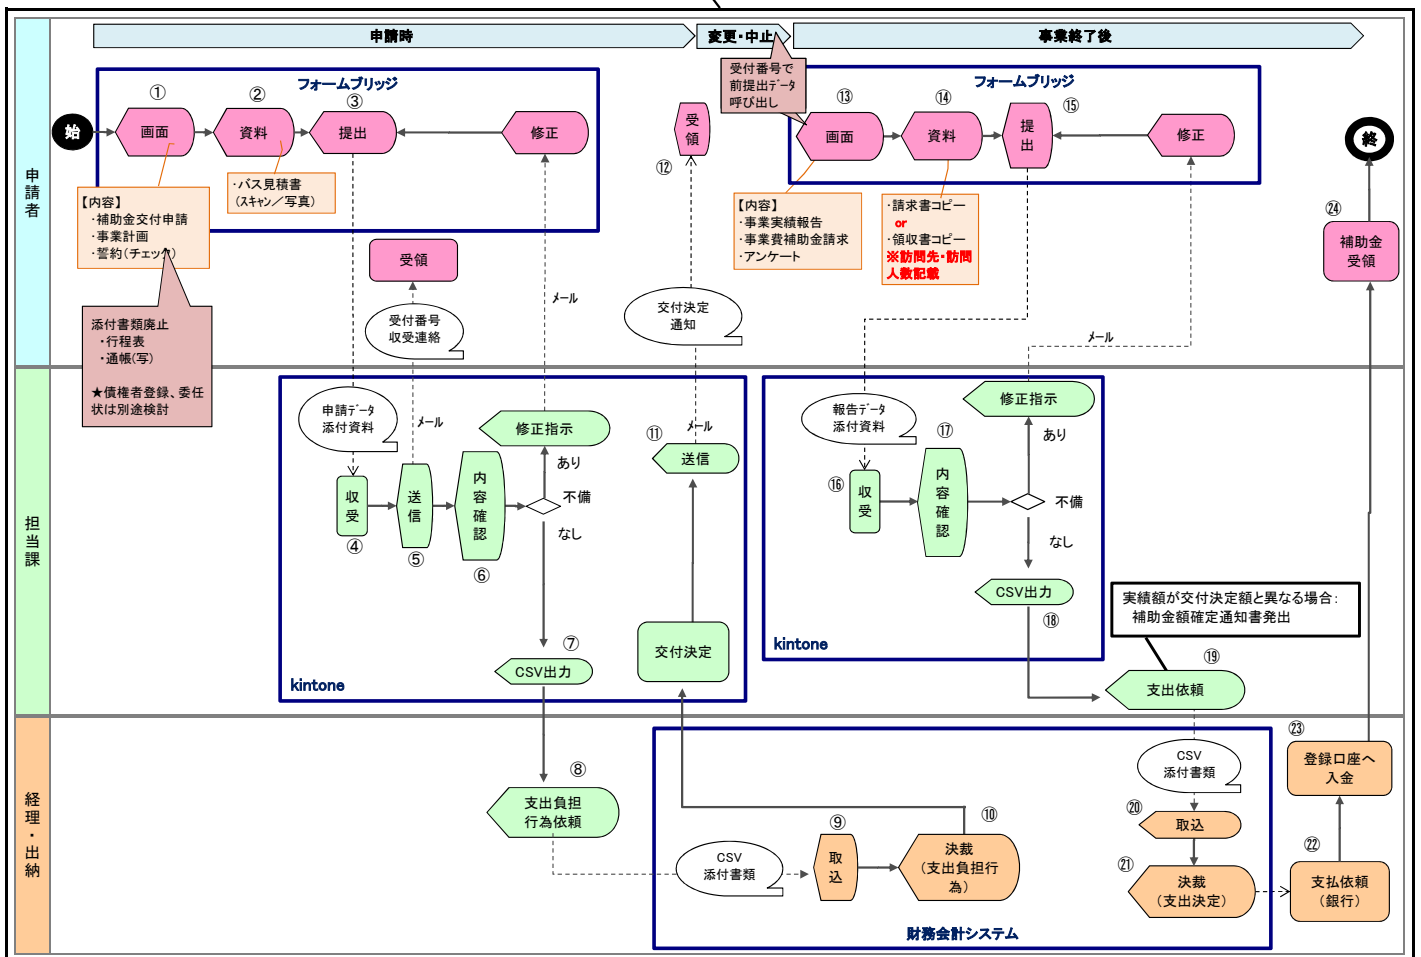 申請時
変更・中止
事業終了後
申請者
フォームブリッジ
始
①
画面
②
資料
③
提出
修正
【内容】
・補助金交付申請
・事業計画
・誓約(チェック)
・バス見積書
(スキャン/写真)
添付書類廃止
・行程表
・通帳(写)
★債権者登録、委任
状は別途検討
受領
受付番号
収受連絡
メール
メール
受領
⑫
交付決定
通知
メール
受付番号で
前提出データ
呼び出し
フォームブリッジ
⑬
画面
⑭
資料
⑮
提出
修正
【内容】
・事業実績報告
・事業費補助金請求
・アンケート
・請求書コピー
or
・領収書コピー
※訪問先・訪問
人数記載
メール
終
㉔
補助金
受領
担当課
申請データ
添付資料
収受
④
送信
⑤
内容確認
⑥
修正指示
あり
不備
なし
⑦
CSV出力
kintone
⑪
送信
交付決定
報告データ
添付資料
⑯
収受
⑰
内容確認
修正指示
あり
不備
なし
CSV出力
⑱
kintone
実績額が交付決定額と異なる場合:
補助金額確定通知書発出
⑲
支出依頼
経理・出納
⑧
支出負担
行為依頼
CSV
添付書類
⑨
取込
⑩
決裁
(支出負担行
為)
CSV
添付書類
⑳
取込
㉑
決裁
(支出決定)
㉒
支払依頼
(銀行)
㉓
登録口座へ
入金
財務会計システム